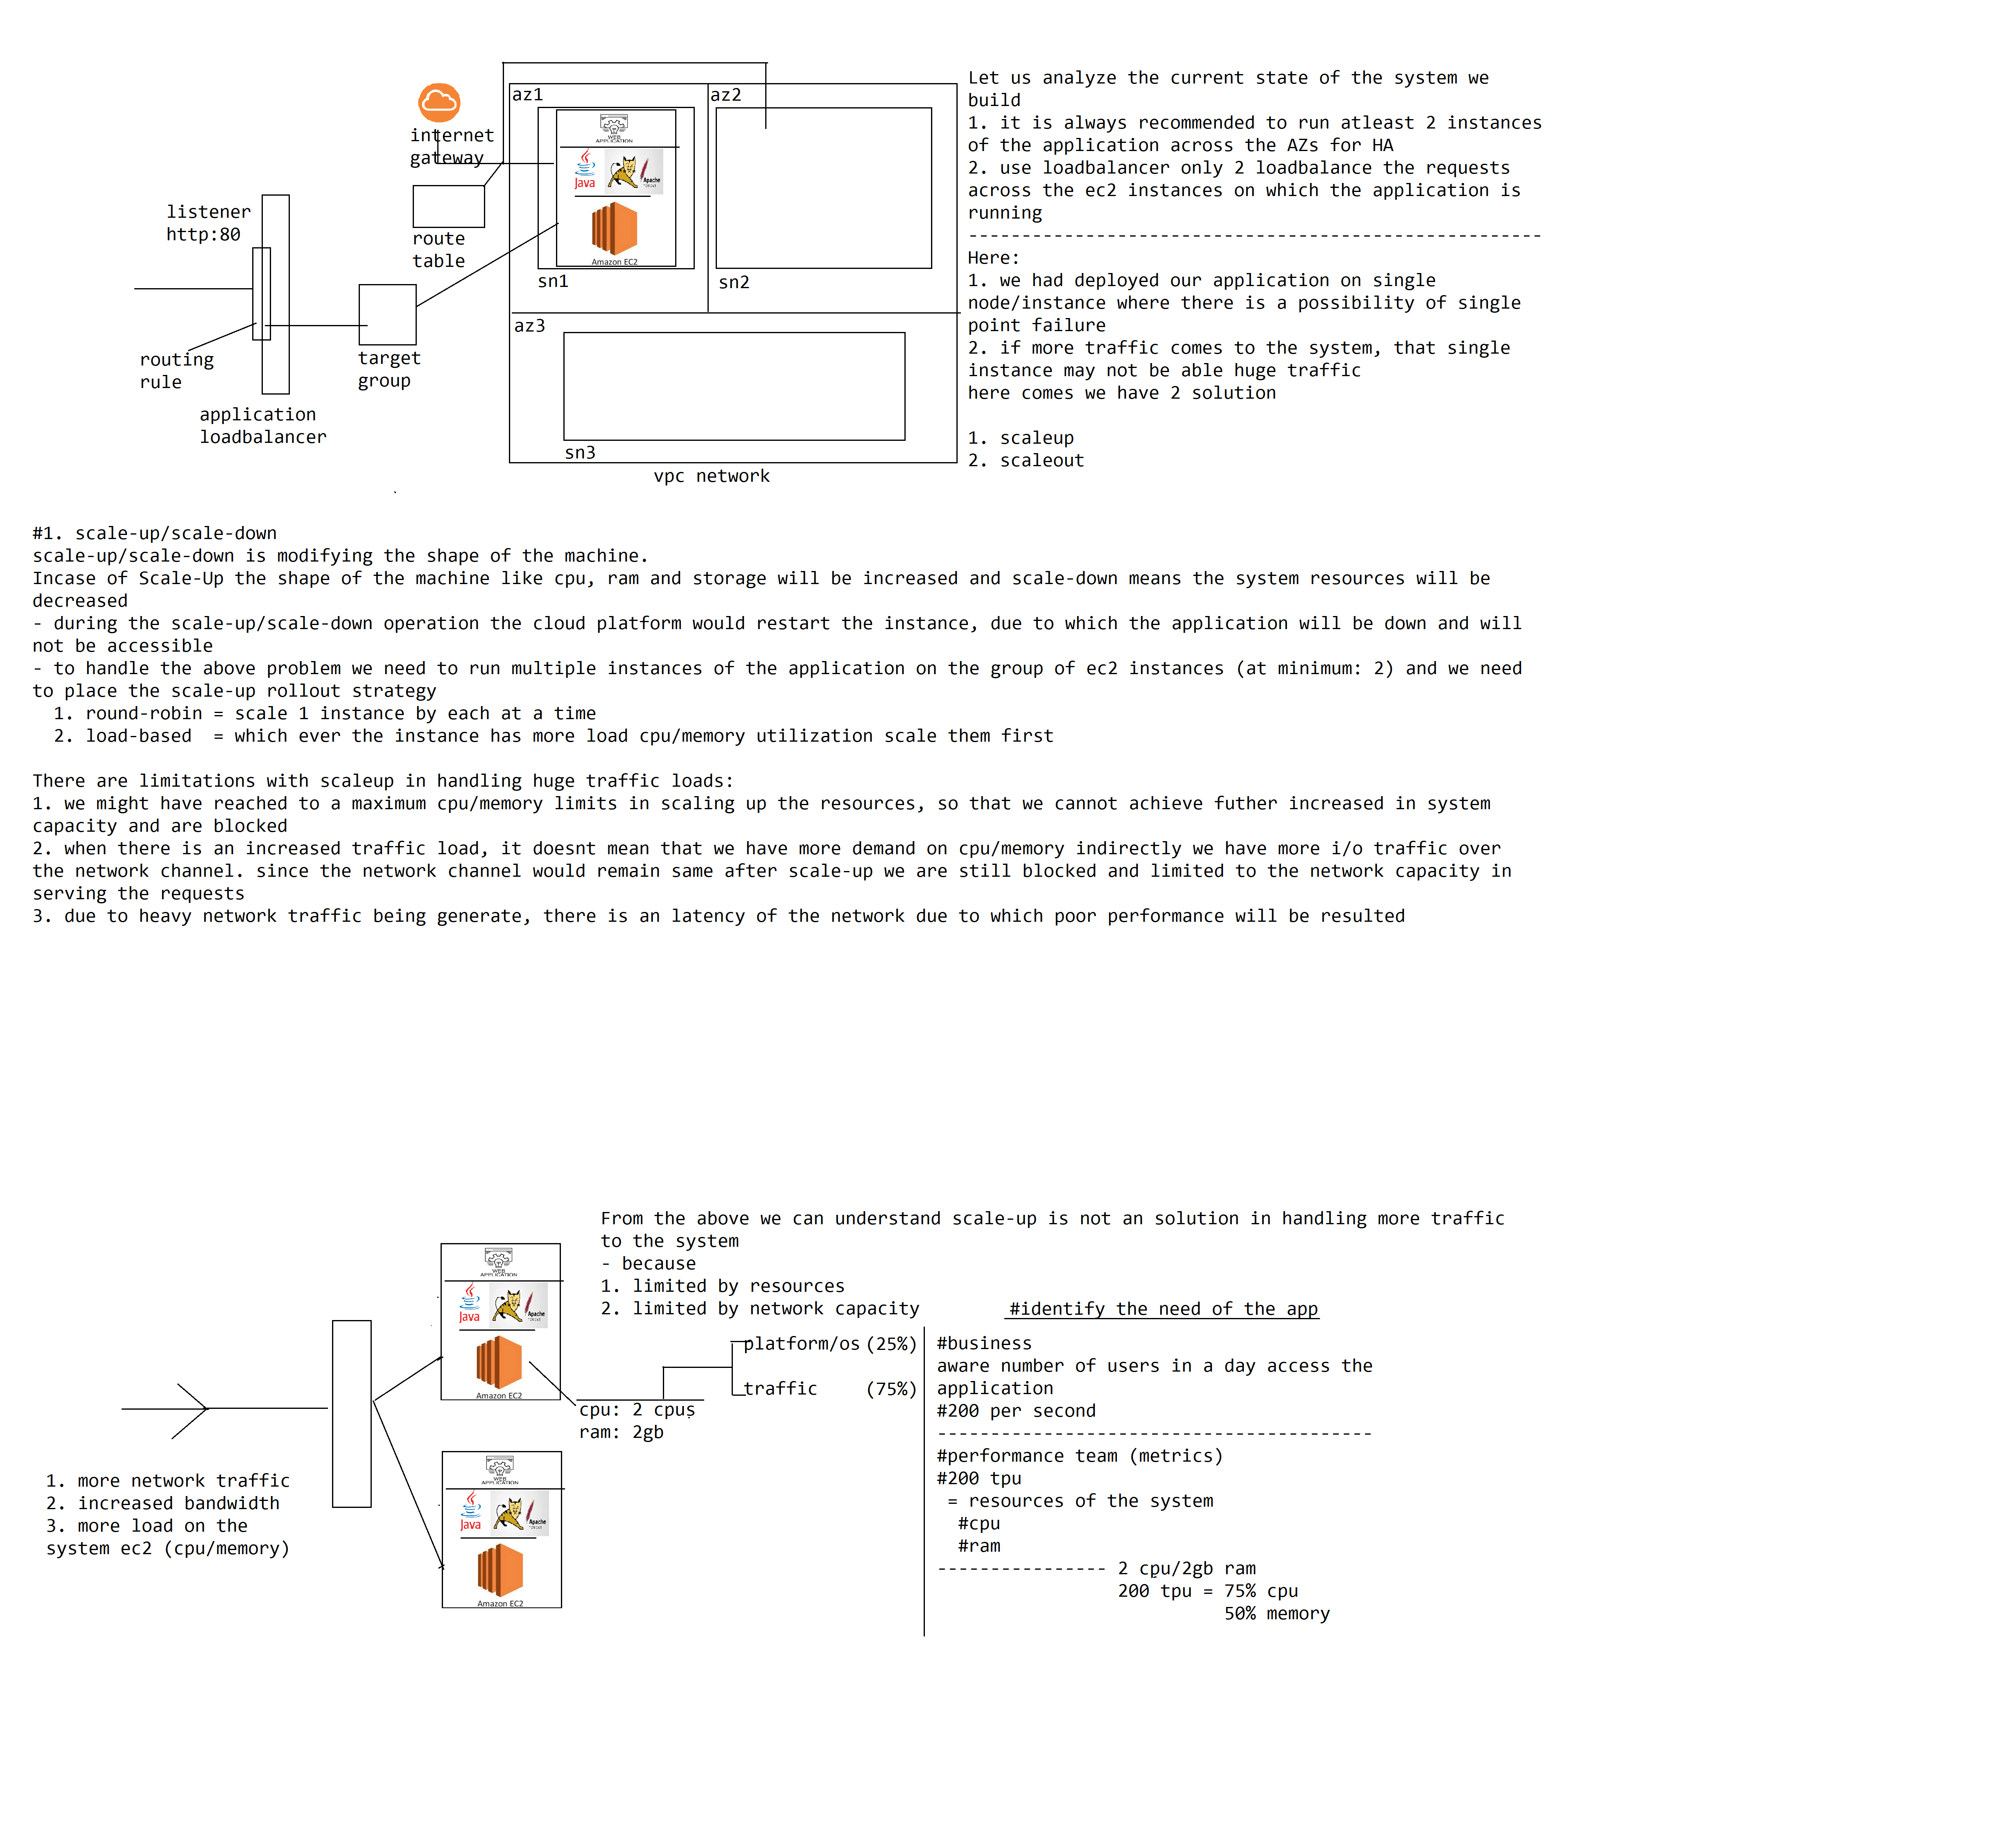 az1
az2
internet
gateway
WEB
APPLICATION
Java
Apache
TOMCAT
Amazon EC2
listener
http:80
route
table
sn1
sn2
routing
rule
target
group
application
loadbalancer
az3
sn3
vpc network
Let us analyze the current state of the system we
build
1. it is always recommended to run atleast 2 instances
of the application across the AZs for HA
2. use loadbalancer only 2 loadbalance the requests
across the ec2 instances on which the application is
running
------------------------------------------------------
Here:
1. we had deployed our application on single
node/instance where there is a possibility of single
point failure
2. if more traffic comes to the system, that single
instance may not be able huge traffic
here comes we have 2 solution
1. scaleup
2. scaleout
#1. scale-up/scale-down
scale-up/scale-down is modifying the shape of the machine.
Incase of Scale-Up the shape of the machine like cpu, ram and storage will be increased and scale-down means the system resources will be
decreased
- during the scale-up/scale-down operation the cloud platform would restart the instance, due to which the application will be down and will
not be accessible
- to handle the above problem we need to run multiple instances of the application on the group of ec2 instances (at minimum: 2) and we need
to place the scale-up rollout strategy
1. round-robin = scale 1 instance by each at a time
2. load-based  = which ever the instance has more load cpu/memory utilization scale them first
There are limitations with scaleup in handling huge traffic loads:
1. we might have reached to a maximum cpu/memory limits in scaling up the resources, so that we cannot achieve futher increased in system
capacity and are blocked
2. when there is an increased traffic load, it doesnt mean that we have more demand on cpu/memory indirectly we have more i/o traffic over
the network channel. since the network channel would remain same after scale-up we are still blocked and limited to the network capacity in
serving the requests
3. due to heavy network traffic being generate, there is an latency of the network due to which poor performance will be resulted
From the above we can understand scale-up is not an solution in handling more traffic
to the system
- because
1. limited by resources
2. limited by network capacity
#identify the need of the app
WEB
APPLICATION
Java
Apache
TOMCAT
Amazon EC2
platform/os (25%)
traffic (75%)
cpu: 2 cpus
ram: 2gb
#business
aware number of users in a day access the
application
#200 per second
-----------------------------------------
#performance team (metrics)
#200 tpu
= resources of the system
#cpu
#ram
---------------- 2 cpu/2gb ram
200 tpu = 75% cpu
50% memory
1. more network traffic
2. increased bandwidth
3. more load on the
system ec2 (cpu/memory)
WEB
APPLICATION
Java
Apache
TOMCAT
Amazon EC2